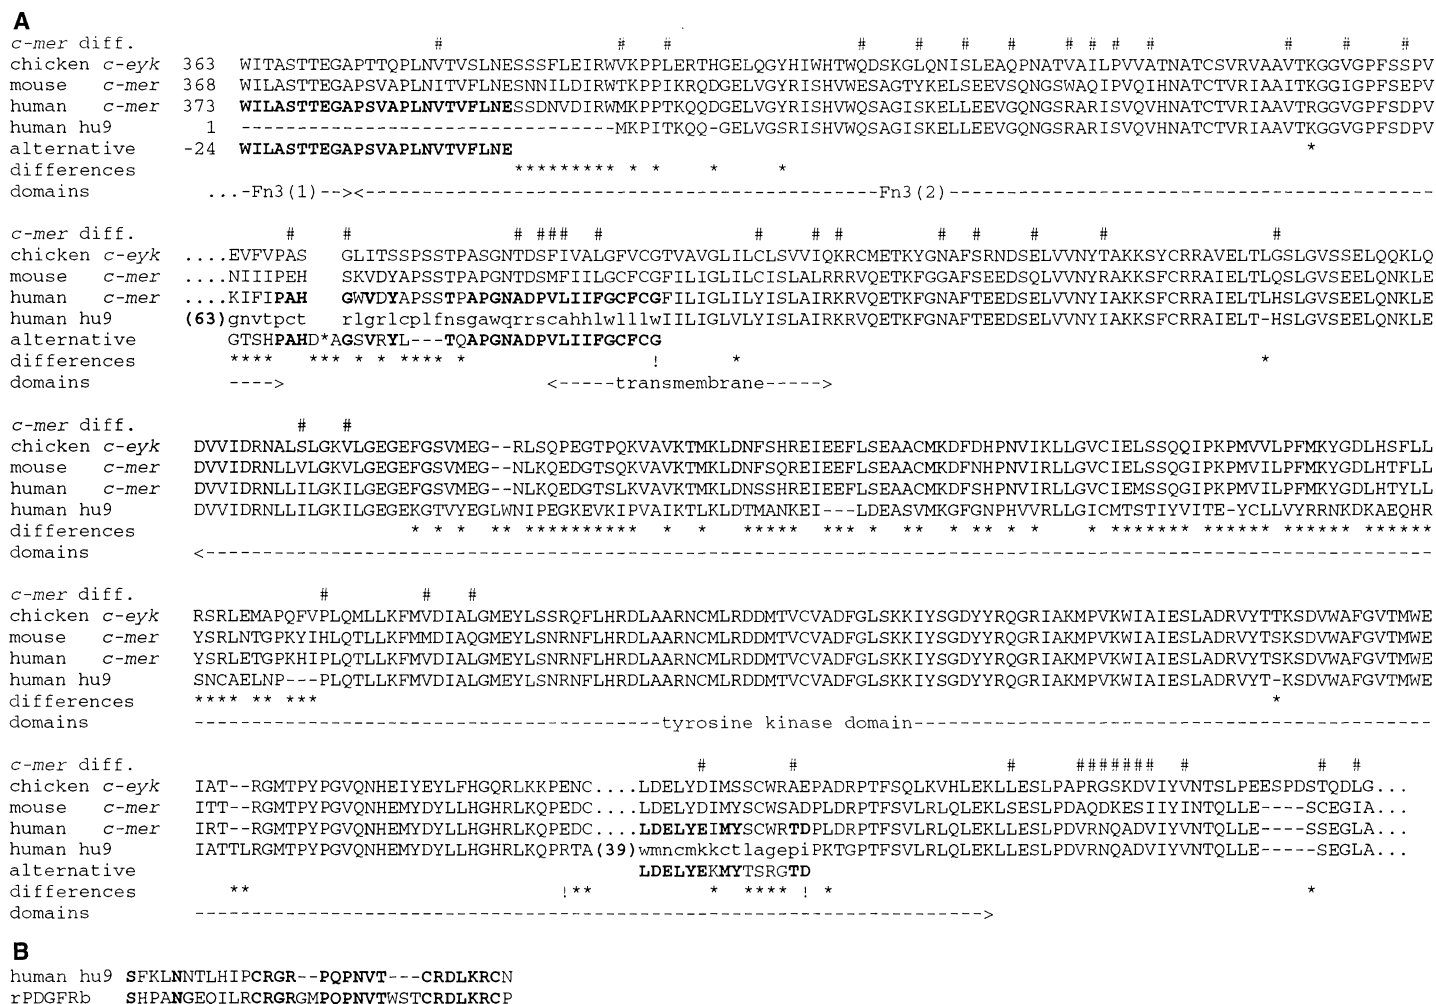 A
c-mer diff. # # # # # # # # # # # # # #
chicken c-eyk 363 WITASTTEGAPTTQPLNVTVSLNESSSFLEIRWVKPPLERTHGELQGYHIWHTWQDSKGLQNISLEAQPNATVAILPVVATNATCSVRVAAVTKGGVGPFSSPV
mouse c-mer 368 WILASTTEGAPSVAPLNITVFLNESNNILDIRWTKPPIKRQDGELVGYRISHVWESAGTYKELSEEVSQNGSWAQIPVQIHNATCTVRIAAITKGGIGPFSEPV
human c-mer 373 WILASTTEGAPSVAPLNVTVFLNESSDNVDIRWMKPPTKQQDGELVGYRISHVWQSAGISKELLEEVGQNGSRARISVQVHNATCTVRIAAVTRGGVGPFSDPV
human hu9 1 ---------------------------------MKPITKQQ-GELVGSRISHVWQSAGISKELLEEVGQNGSRARISVQVHNATCTVRIAAVTKGGVGPFSDPV
alternative -24 WILASTTEGAPSVAPLNVTVFLNE *
differences ********* * * * *
domains ...-Fn3(1)--><---------------------------------------------Fn3(2)------------------------------------------
c-mer diff. # # # ### # # # # # # # # #
chicken c-eyk ....EVFVPAS GLITSSPSSTPASGNTDSFIVALGFVCGTVAVGLILCLSVVIQKRCMETKYGNAFSRNDSELVVNYTAKKSYCRRAVELTLGSLGVSSELQQKLQ
mouse c-mer ....NIIIPEH SKVDYAPSSTPAPGNTDSMFIILGCFCGFILIGLILCISLALRRRVQETKFGGAFSEEDSQLVVNYRAKKSFCRRAIELTLQSLGVSEELQNKLE
human c-mer ....KIFIPAH GWVDYAPSSTPAPGNADPVLIIFGCFCGFILIGLILYISLAIRKRVQETKFGNAFTEEDSELVVNYIAKKSFCRRAIELTLHSLGVSEELQNKLE
human hu9 (63)gnvtpct rlgrlcplfnsgawqrrscahhlwlllwIILIGLVLYISLAIRKRVQETKFGNAFTEEDSELVVNYIAKKSFCRRAIELT-HSLGVSEELQNKLE
alternative GTSHPAHD*AGSVRYL---TQAPGNADPVLIIFGCFCG
differences **** *** * * **** * ! * *
domains ----> <-----transmembrane----->
c-mer diff. # #
chicken c-eyk DVVIDRNALSLGKVLGEGEFGSVMEG--RLSQPEGTPQKVAVKTMKLDNFSHREIEEFLSEAACMKDFDHPNVIKLLGVCIELSSQQIPKPMVVLPFMKYGDLHSFLL
mouse c-mer DVVIDRNLLVLGKVLGEGEFGSVMEG--NLKQEDGTSQKVAVKTMKLDNFSQREIEEFLSEAACMKDFNHPNVIRLLGVCIELSSQGIPKPMVILPFMKYGDLHTFLL
human c-mer DVVIDRNLLILGKILGEGEFGSVMEG--NLKQEDGTSLKVAVKTMKLDNSSHREIEEFLSEAACMKDFSHPNVIRLLGVCIEMSSQGIPKPMVILPFMKYGDLHTYLL
human hu9 DVVIDRNLLILGKILGEGEKGTVYEGLWNIPEGKEVKIPVAIKTLKLDTMANKEI---LDEASVMKGFGNPHVVRLLGICMTSTIYVITE-YCLLVYRRNKDKAEQHR
differences * * * ** *********** * * **** *** * ** * * * * **** ******** **** ******
domains <-----------------------------------------------------------------------------------------------------------
c-mer diff. # # #
chicken c-eyk RSRLEMAPQFVPLQMLLKFMVDIALGMEYLSSRQFLHRDLAARNCMLRDDMTVCVADFGLSKKIYSGDYYRQGRIAKMPVKWIAIESLADRVYTTKSDVWAFGVTMWE
mouse c-mer YSRLNTGPKYIHLQTLLKFMMDIAQGMEYLSNRNFLHRDLAARNCMLRDDMTVCVADFGLSKKIYSGDYYRQGRIAKMPVKWIAIESLADRVYTSKSDVWAFGVTMWE
human c-mer YSRLETGPKHIPLQTLLKFMVDIALGMEYLSNRNFLHRDLAARNCMLRDDMTVCVADFGLSKKIYSGDYYRQGRIAKMPVKWIAIESLADRVYTSKSDVWAFGVTMWE
human hu9 SNCAELNP---PLQTLLKFMVDIALGMEYLSNRNFLHRDLAARNCMLRDDMTVCVADFGLSKKIYSGDYYRQGRIAKMPVKWIAIESLADRVYT-KSDVWAFGVTMWE
differences **** ** *** *
domains -----------------------------------------tyrosine kinase domain---------------------------------------------
c-mer diff. # # # ####### # # #
chicken c-eyk IAT--RGMTPYPGVQNHEIYEYLFHGQRLKKPENC....LDELYDIMSSCWRAEPADRPTFSQLKVHLEKLLESLPAPRGSKDVIYVNTSLPEESPDSTQDLG...
mouse c-mer ITT--RGMTPYPGVQNHEMYDYLLHGHRLKQPEDC....LDELYDIMYSCWSADPLDRPTFSVLRLQLEKLSESLPDAQDKESIIYINTQLLE----SCEGIA...
human c-mer IRT--RGMTPYPGVQNHEMYDYLLHGHRLKQPEDC....LDELYEIMYSCWRTDPLDRPTFSVLRLQLEKLLESLPDVRNQADVIYVNTQLLE----SSEGLA...
human hu9 IATTLRGMTPYPGVQNHEMYDYLLHGHRLKQPRTA(39)wmncmkkctlagepiPKTGPTFSVLRLQLEKLLESLPDVRNQADVIYVNTQLLE----SEGLA...
alternative LDELYEKMYTSRGTD
differences ** !** * **** ! * *
domains --------------------------------------------------------------------->
B
human hu9 SFKLNNTLHIPCRGR--PQPNVT---CRDLKRCN
rPDGFRb SHPANGEQILRCRGRGMPQPNVTWSTCRDLKRCP